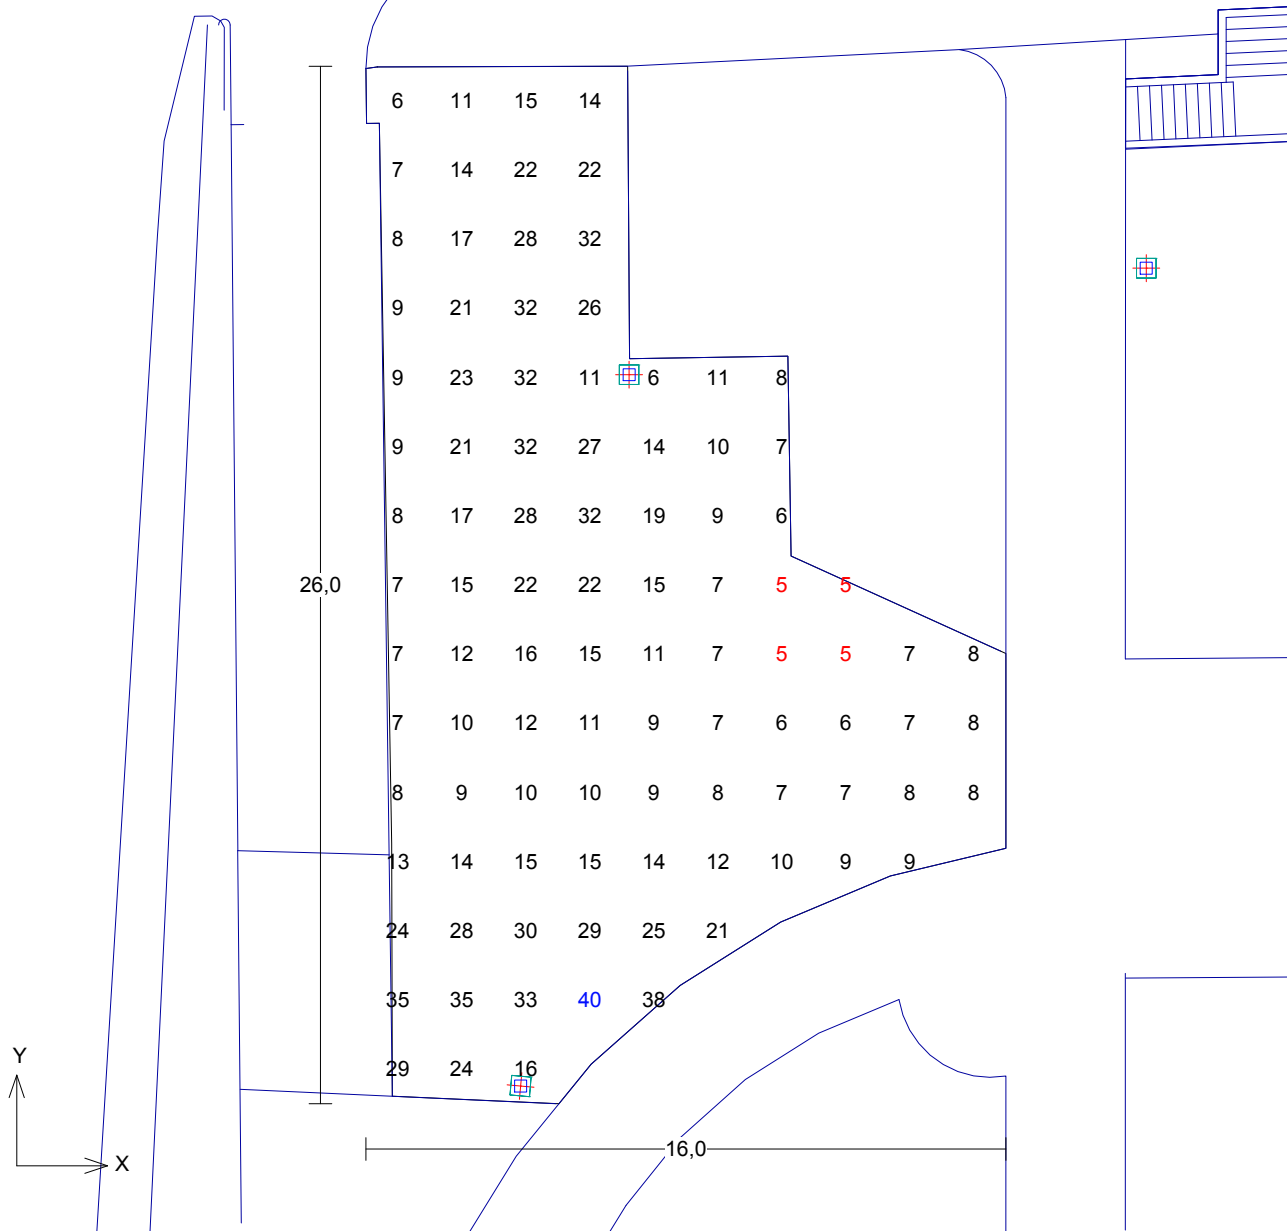 6 11 15 14
7 14 22 22
8 17 28 32
9 21 32 26
9 23 32 11 6 11 8
9 21 32 27 14 10 7
8 17 28 32 19 9 6
26,0 7 15 22 22 15 7 5 5
7 12 16 15 11 7 5 5 7 8
7 10 12 11 9 7 6 6 7 8
8 9 10 10 9 8 7 7 8 8
13 14 15 15 14 12 10 9 9
24 28 30 29 25 21
35 35 33 40 38
Y
29 24 16
16,0
X